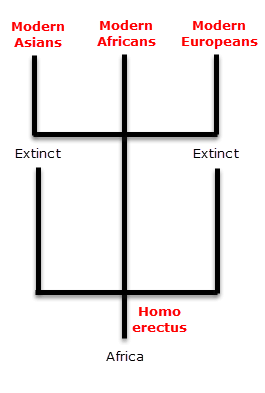 Modern
Asians
Modern
Africans
Modern
Europeans
Extinct
Extinct
Homo
erectus
Africa